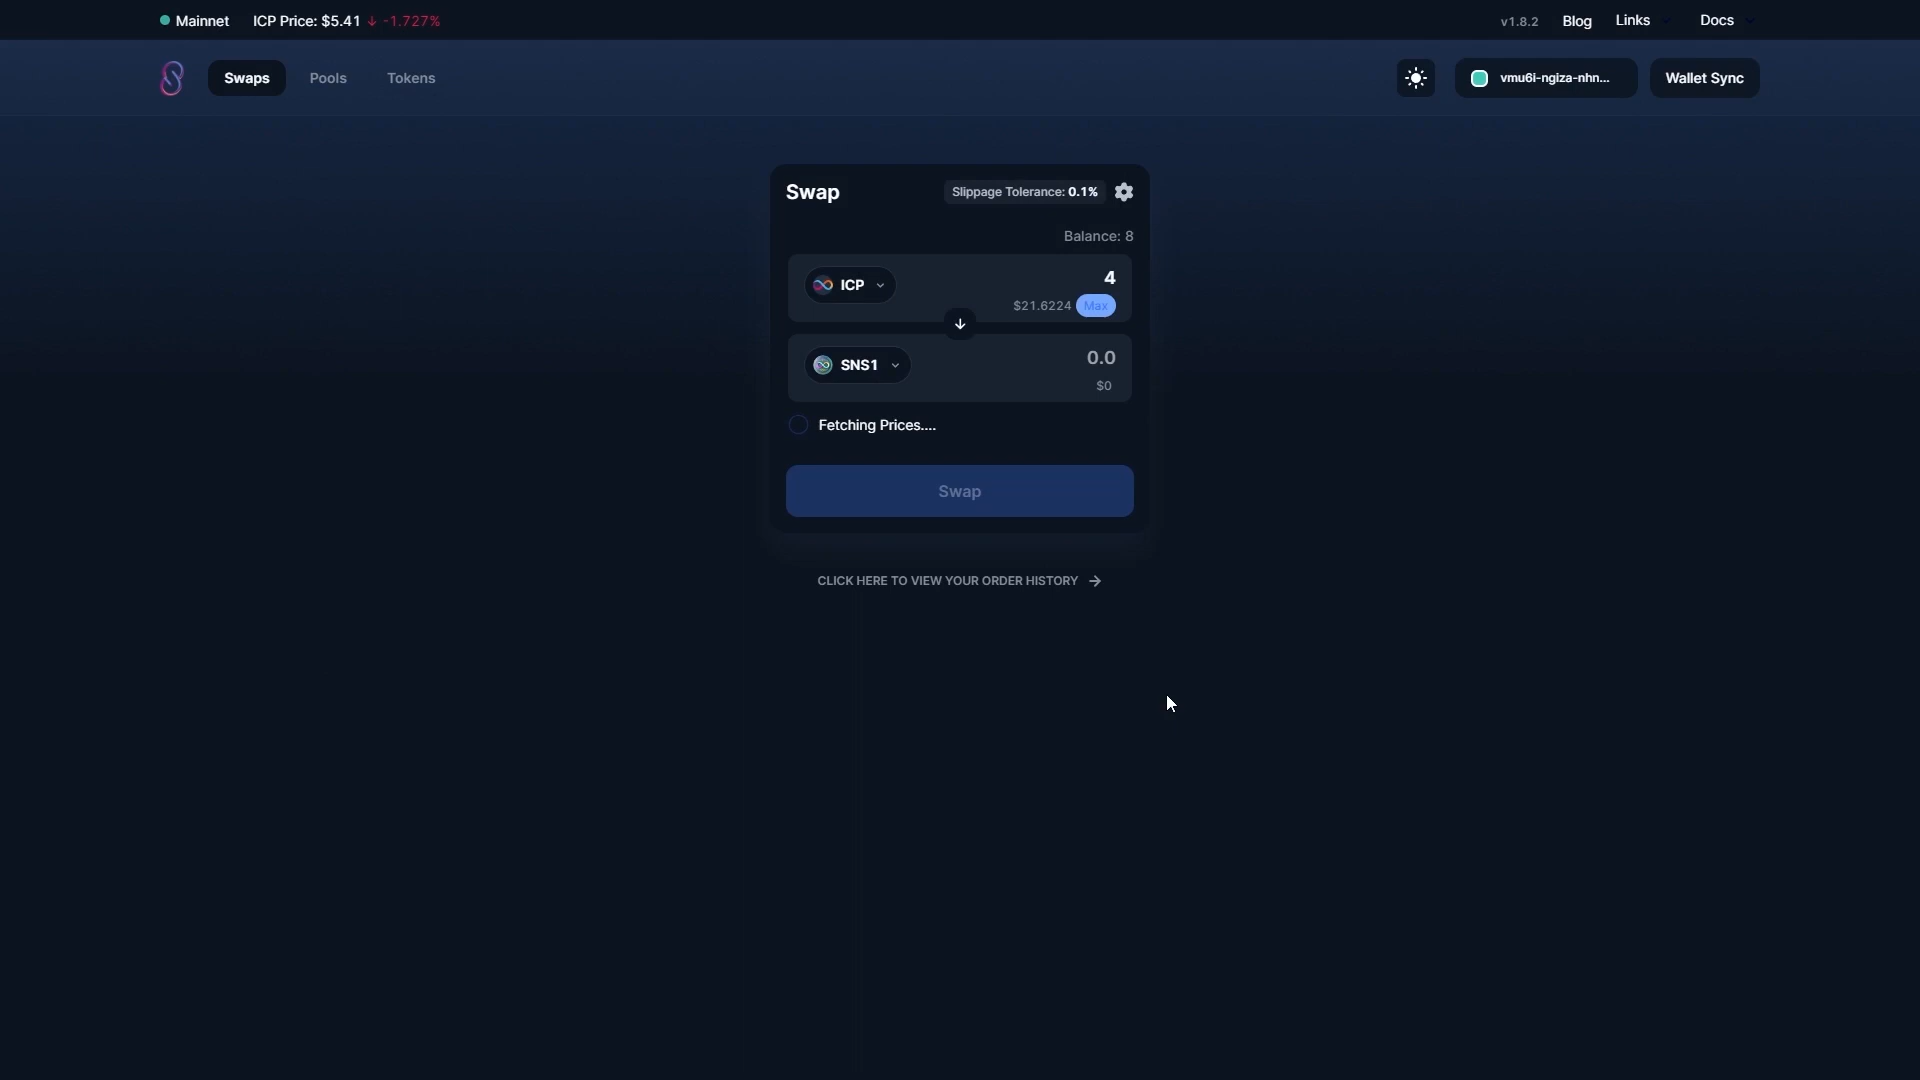 Mainnet ICP Price: $5.41 ↓ -1.727% v1.8.2 Blog Links Docs
Swaps Pools Tokens vmu6i-ngiza-nhn... Wallet Sync
Swap Slippage Tolerance: 0.1%
Balance: 8
ICP 4
$21.6224 Max
SNS1 0.0
$0
Fetching Prices....
Swap
CLICK HERE TO VIEW YOUR ORDER HISTORY →